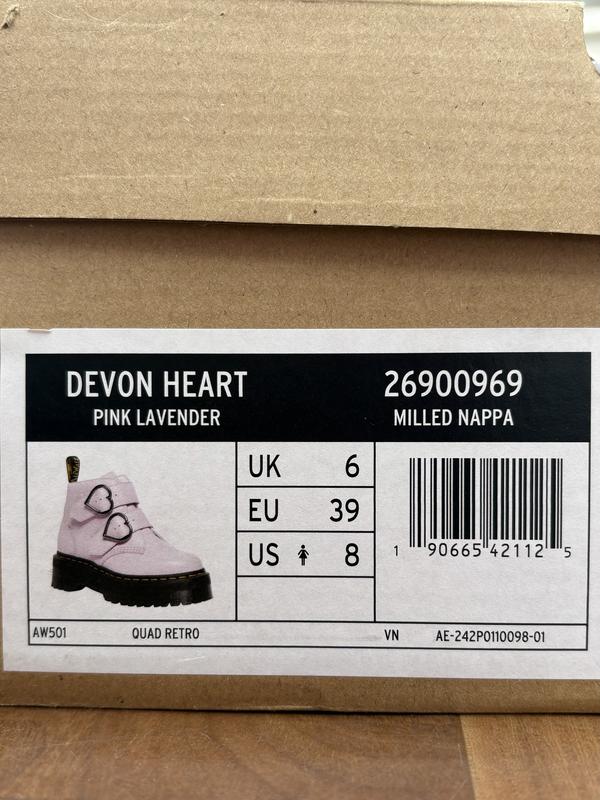 DEVON HEART
PINK LAVENDER
26900969
MILLED NAPPA
UK 6
EU 39
US 8
1 90665 42112 5
AW501 QUAD RETRO VN AE-242P0110098-01